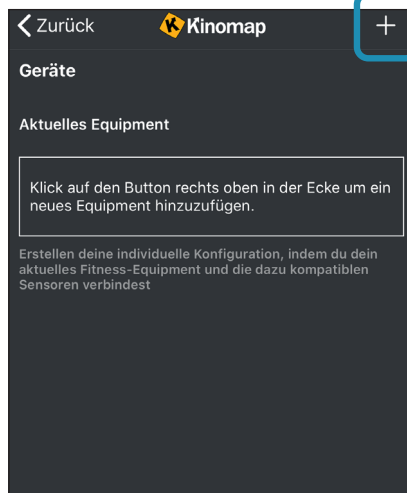 Zurück Kinomap +
Geräte
Aktuelles Equipment
Klick auf den Button rechts oben in der Ecke um ein
neues Equipment hinzuzufügen.
Erstellen deine individuelle Konfiguration, indem du dein
aktuelles Fitness-Equipment und die dazu kompatiblen
Sensoren verbindest